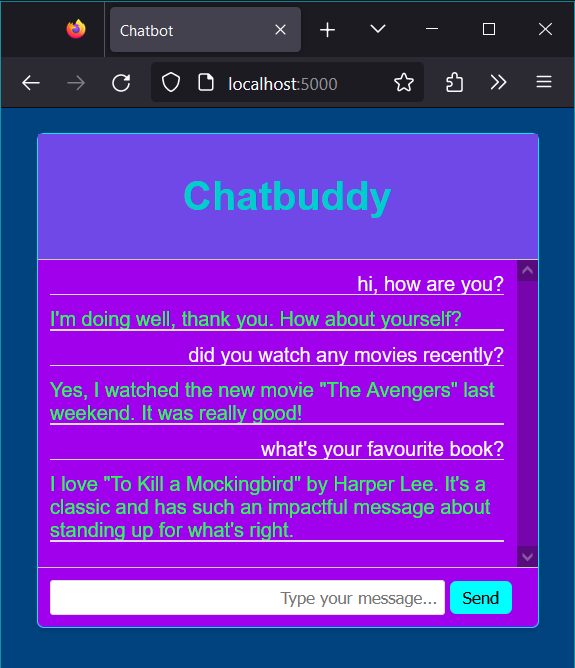 Chatbot
localhost:5000
Chatbuddy
hi, how are you?
I'm doing well, thank you. How about yourself?
did you watch any movies recently?
Yes, I watched the new movie "The Avengers" last
weekend. It was really good!
what's your favourite book?
I love "To Kill a Mockingbird" by Harper Lee. It's a
classic and has such an impactful message about
standing up for what's right.
Type your message... Send